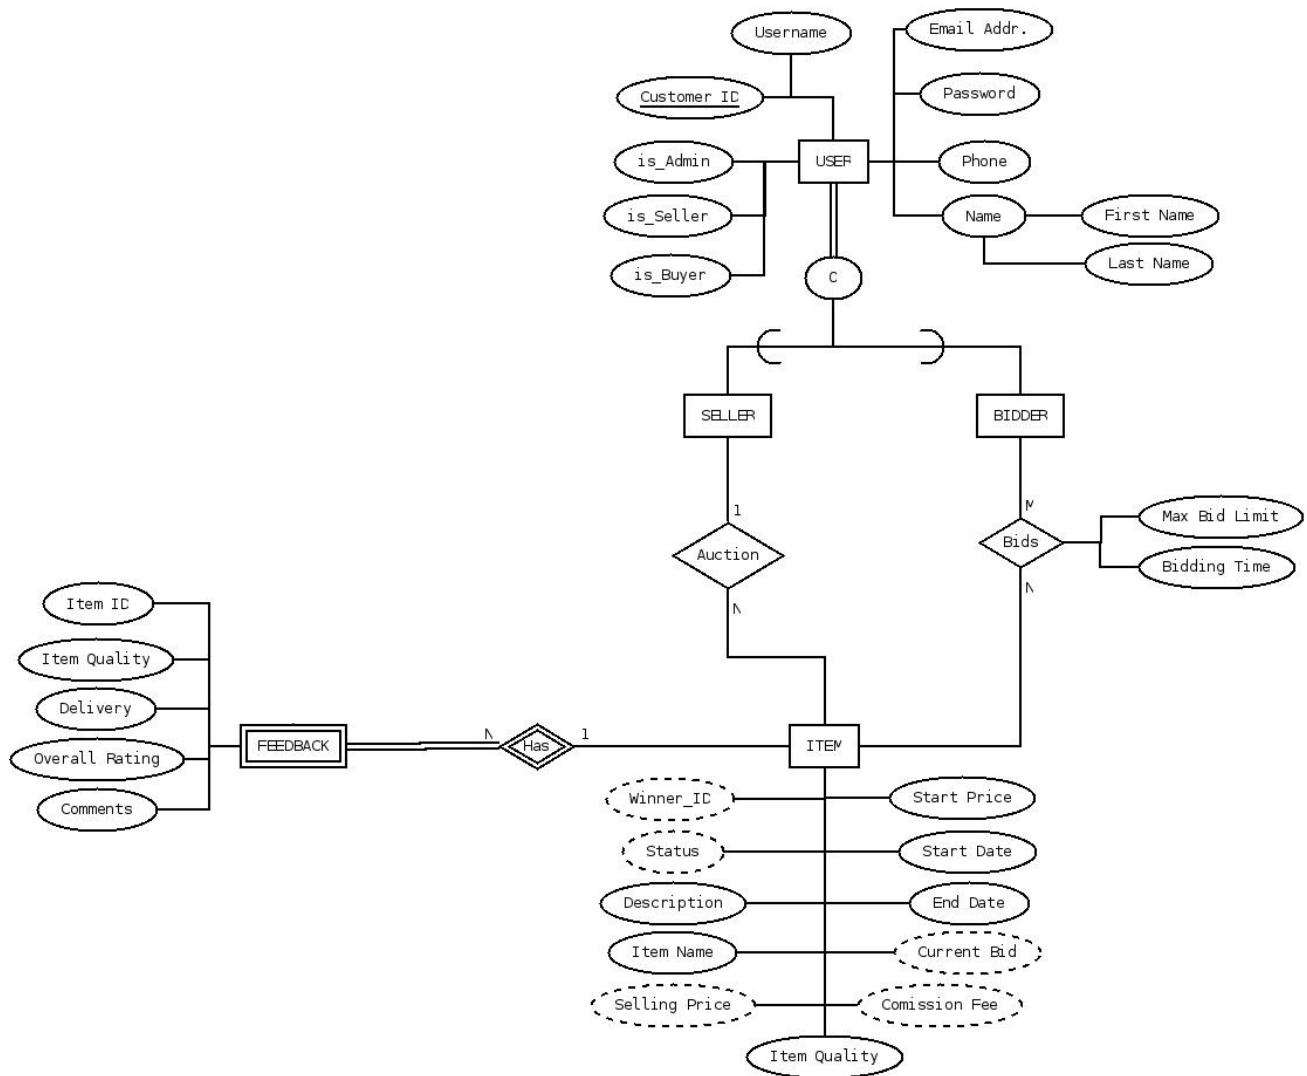 Username
Email Addr.
Customer ID
Password
is_Admin
USER
Phone
is_Seller
Name
First Name
is_Buyer
C
Last Name
SELLER
BIDDER
1
M
Auction
Bids
Max Bid Limit
Bidding Time
N
N
Item ID
Item Quality
Delivery
FEEDBACK
N
Has
1
ITEM
Overall Rating
Comments
Winner_ID
Start Price
Status
Start Date
Description
End Date
Item Name
Current Bid
Selling Price
Comission Fee
Item Quality